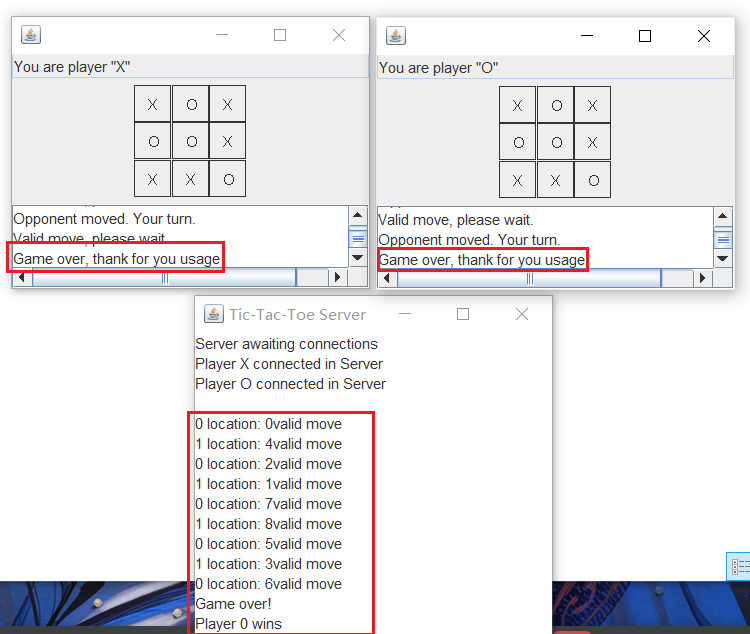 You are player "X"
X O X
O O X
X X O
Opponent moved. Your turn.
Valid move, please wait.
Game over, thank for you usage
You are player "O"
X O X
O O X
X X O
Valid move, please wait.
Opponent moved. Your turn.
Game over, thank for you usage
Tic-Tac-Toe Server
Server awaiting connections
Player X connected in Server
Player O connected in Server
0 location: 0valid move
1 location: 4valid move
0 location: 2valid move
1 location: 1valid move
0 location: 7valid move
1 location: 8valid move
0 location: 5valid move
1 location: 3valid move
0 location: 6valid move
Game over!
Player 0 wins